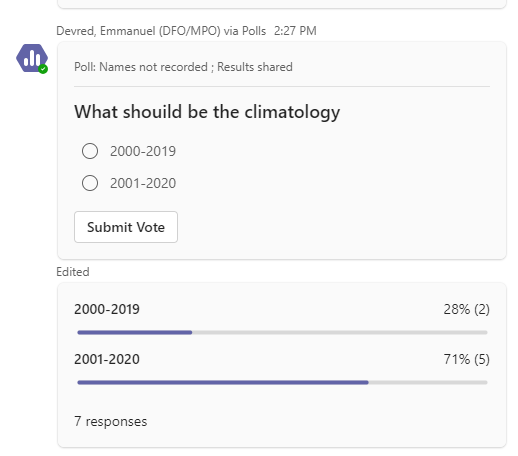 Devred, Emmanuel (DFO/MPO) via Polls 2:27 PM
Poll: Names not recorded ; Results shared
What shouild be the climatology
2000-2019
2001-2020
Submit Vote
Edited
2000-2019 28% (2)
2001-2020 71% (5)
7 responses